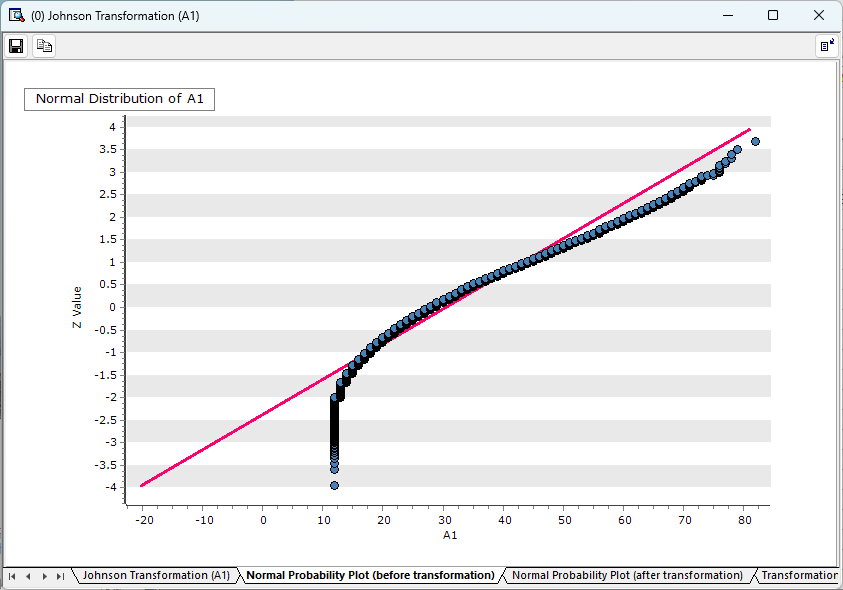 (0) Johnson Transformation (A1)
Normal Distribution of A1
4
3.5
3
2.5
2
1.5
1
0.5
0
-0.5
-1
-1.5
-2
-2.5
-3
-3.5
-4
Z Value
-20 -10 0 10 20 30 40 50 60 70 80
A1
Johnson Transformation (A1) Normal Probability Plot (before transformation) Normal Probability Plot (after transformation) Transformation